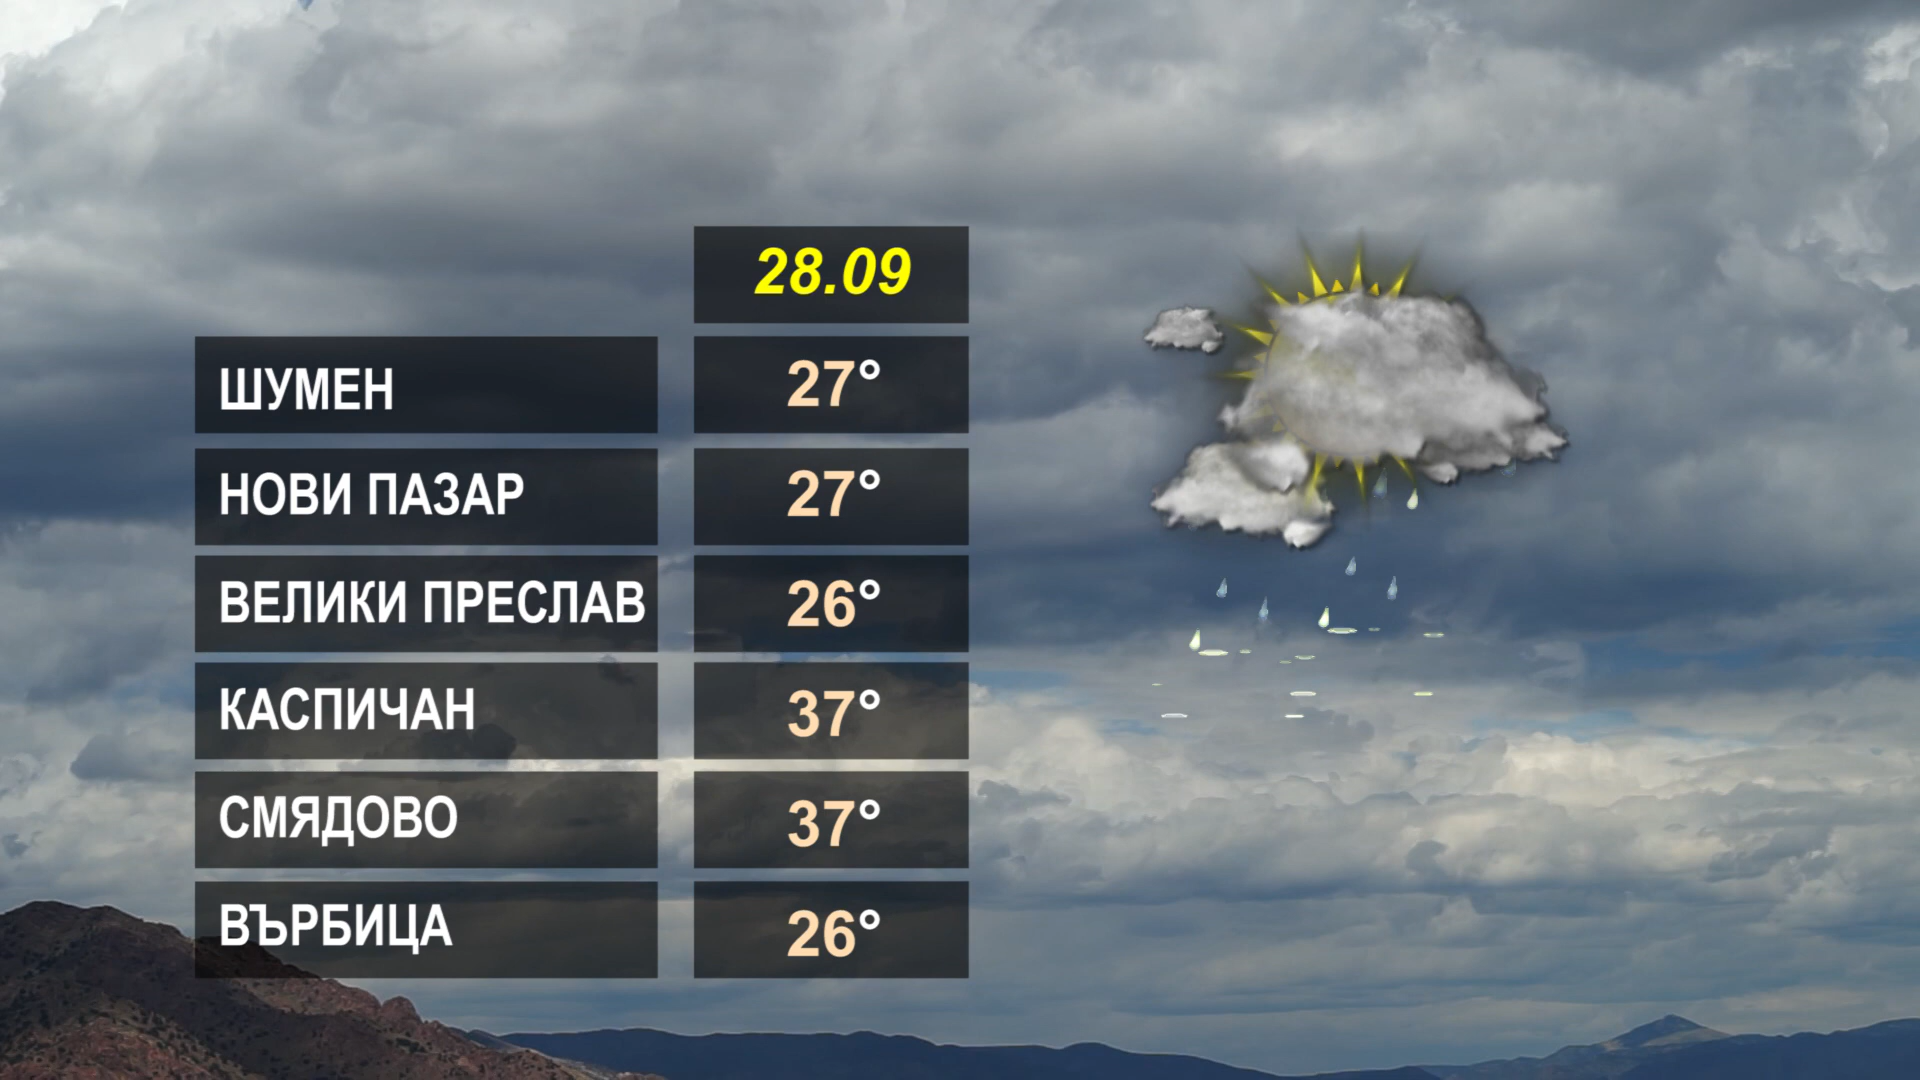 28.09
ШУМЕН 27°
НОВИ ПАЗАР 27°
ВЕЛИКИ ПРЕСЛАВ 26°
КАСПИЧАН 37°
СМЯДОВО 37°
ВЪРБИЦА 26°